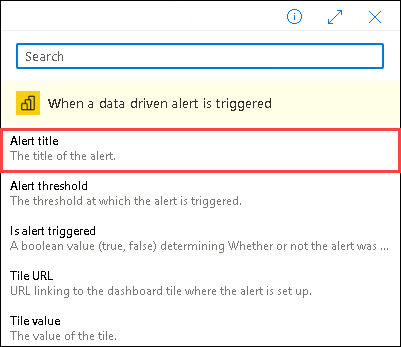 Search
When a data driven alert is triggered
Alert title
The title of the alert.
Alert threshold
The threshold at which the alert is triggered.
Is alert triggered
A boolean value (true, false) determining Whether or not the alert was ...
Tile URL
URL linking to the dashboard tile where the alert is set up.
Tile value
The value of the tile.